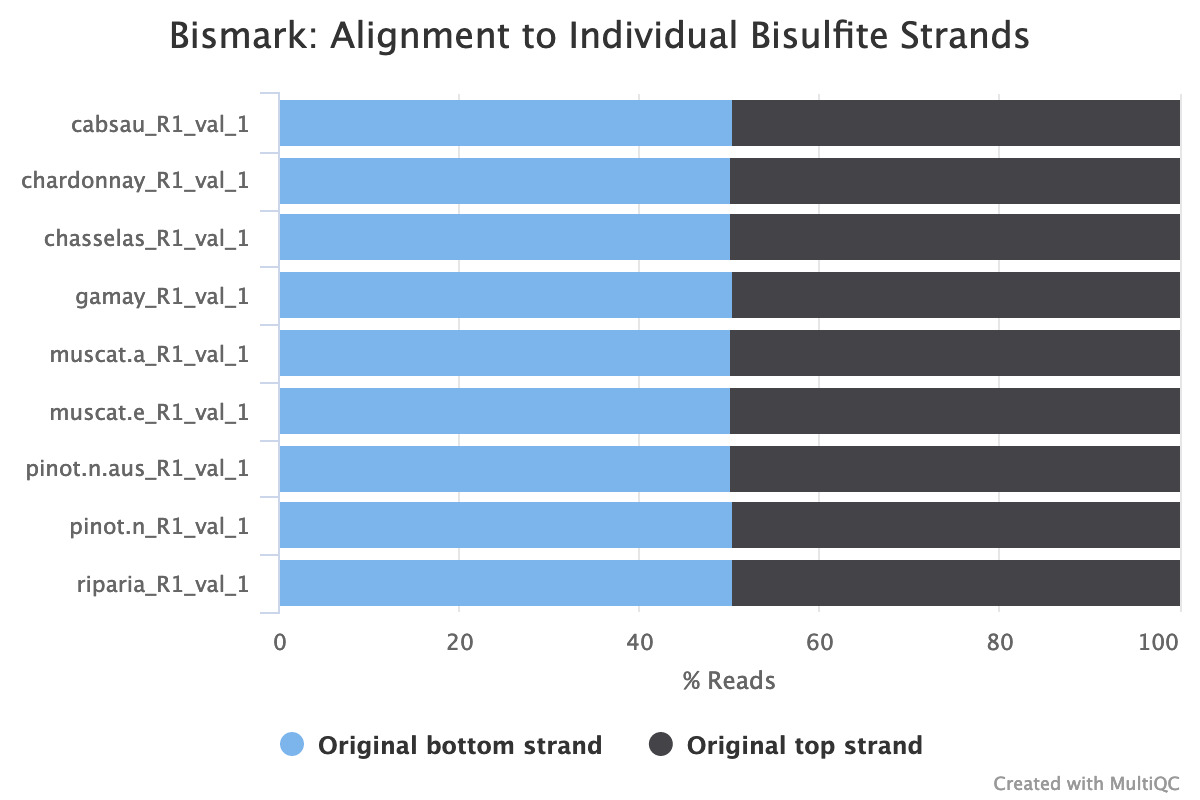 Bismark: Alignment to Individual Bisulfite Strands
cabsau_R1_val_1
chardonnay_R1_val_1
chasselas_R1_val_1
gamay_R1_val_1
muscat.a_R1_val_1
muscat.e_R1_val_1
pinot.n.aus_R1_val_1
pinot.n_R1_val_1
riparia_R1_val_1
0 20 40 60 80 100
% Reads
Original bottom strand Original top strand
Created with MultiQC